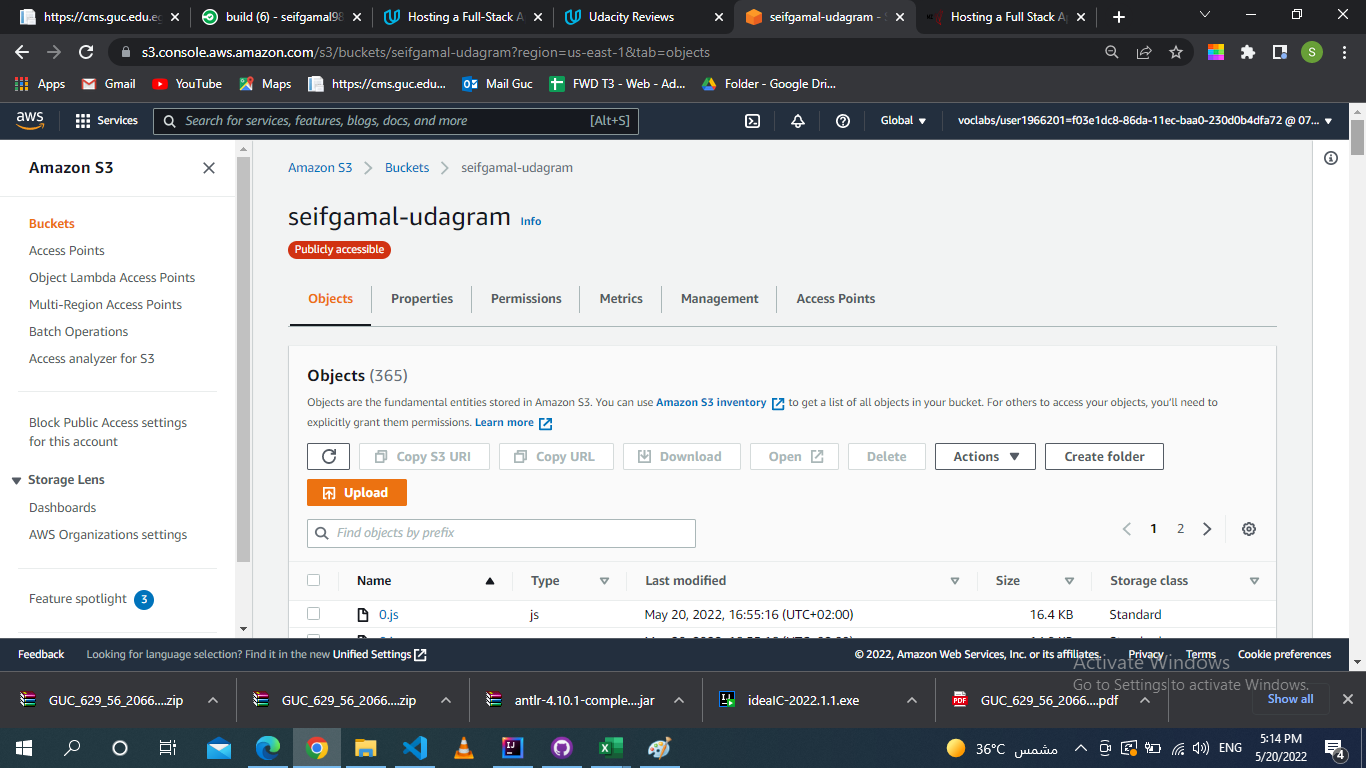 https://cms.guc.edu.eg
build (6) - seifgamal98
Hosting a Full-Stack A
Udacity Reviews
seifgamal-udagram - S
Hosting a Full Stack Ap
s3.console.aws.amazon.com/s3/buckets/seifgamal-udagram?region=us-east-1&tab=objects
S
Apps
Gmail
YouTube
Maps
https://cms.guc.edu...
Mail Guc
FWD T3 - Web - Ad...
Folder - Google Dri...
aws
Services
Search for services, features, blogs, docs, and more
[Alt+S]
Global
voclabs/user1966201=f03e1dc8-86da-11ec-baa0-230d0b4dfa72 @ 07...
Amazon S3
Buckets
Access Points
Object Lambda Access Points
Multi-Region Access Points
Batch Operations
Access analyzer for S3
Block Public Access settings
for this account
Storage Lens
Dashboards
AWS Organizations settings
Feature spotlight 3
Amazon S3 > Buckets > seifgamal-udagram
seifgamal-udagram Info
Publicly accessible
Objects
Properties
Permissions
Metrics
Management
Access Points
Objects (365)
Objects are the fundamental entities stored in Amazon S3. You can use Amazon S3 inventory to get a list of all objects in your bucket. For others to access your objects, you'll need to
explicitly grant them permissions. Learn more
Copy S3 URI
Copy URL
Download
Open
Delete
Actions
Create folder
Upload
Find objects by prefix
1
2
Name
Type
Last modified
Size
Storage class
0.js
js
May 20, 2022, 16:55:16 (UTC+02:00)
16.4 KB
Standard
Feedback
Looking for language selection? Find it in the new Unified Settings
© 2022, Amazon Web Services, Inc. or its affiliates.
Privacy
Terms
Cookie preferences
Activate Windows
Go to Settings to activate Windows.
GUC_629_56_2066....zip
GUC_629_56_2066....zip
antlr-4.10.1-comple....jar
ideaIC-2022.1.1.exe
GUC_629_56_2066....pdf
Show all
36°C مشمس
ENG
5:14 PM
5/20/2022
4